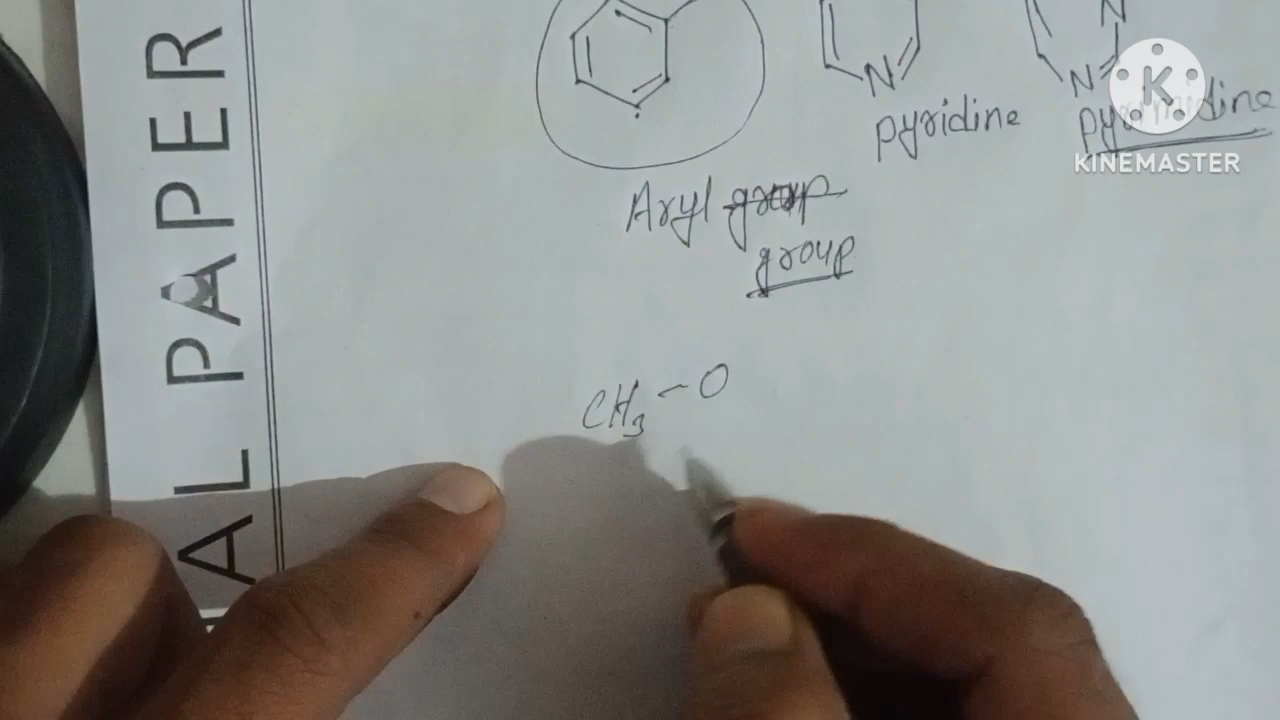 N
N
N
pyridine
pyrimidine
KINEMASTER
Aryl group
group
CH3-O
AL PAPER